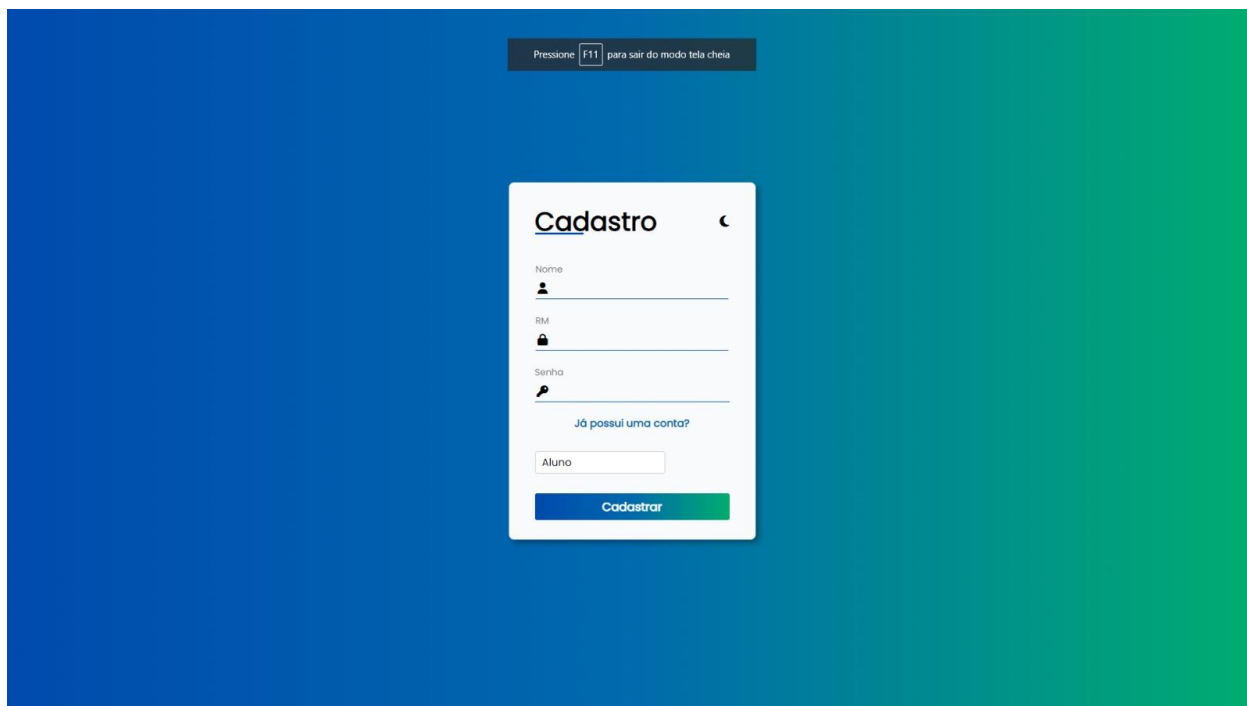 Pressione F11 para sair do modo tela cheia
Cadastro
Nome
RM
Senha
Já possui uma conta?
Aluno
Cadastrar